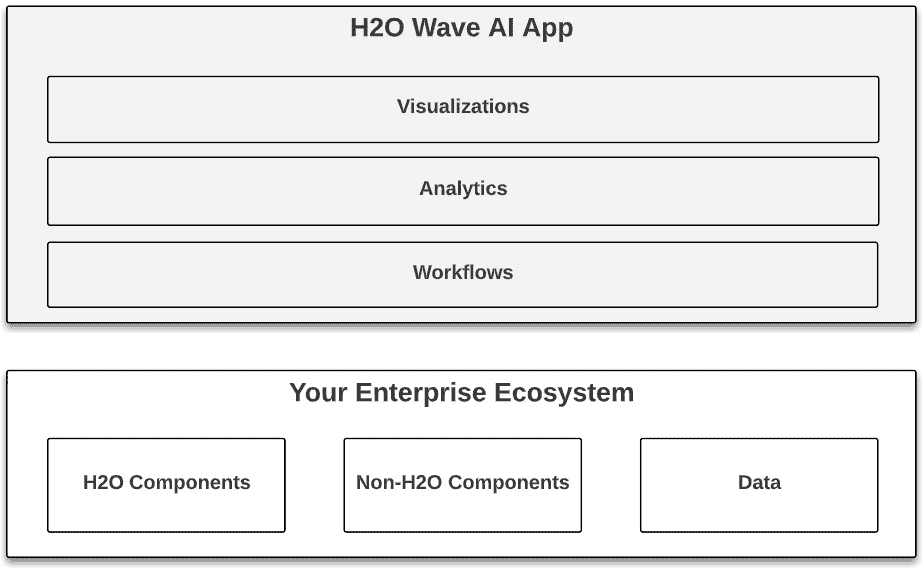 H2O Wave AI App
Visualizations
Analytics
Workflows
Your Enterprise Ecosystem
H2O Components
Non-H2O Components
Data